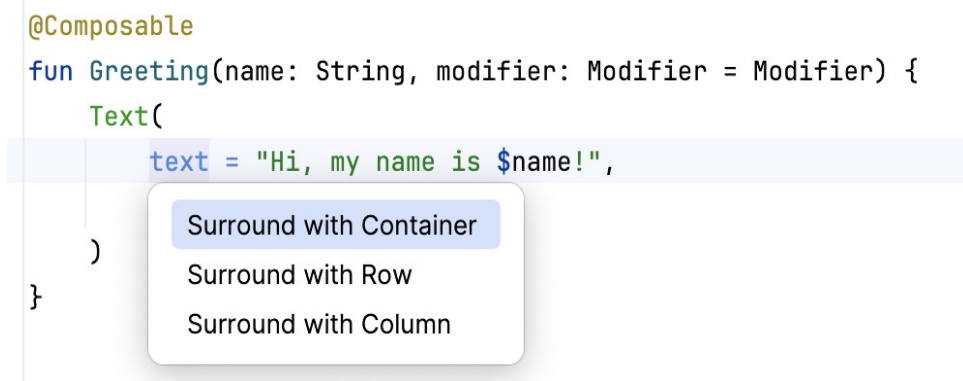 @Composable
fun Greeting(name: String, modifier: Modifier = Modifier) {
Text(
text = "Hi, my name is $name!",
Surround with Container
)
Surround with Row
}
Surround with Column